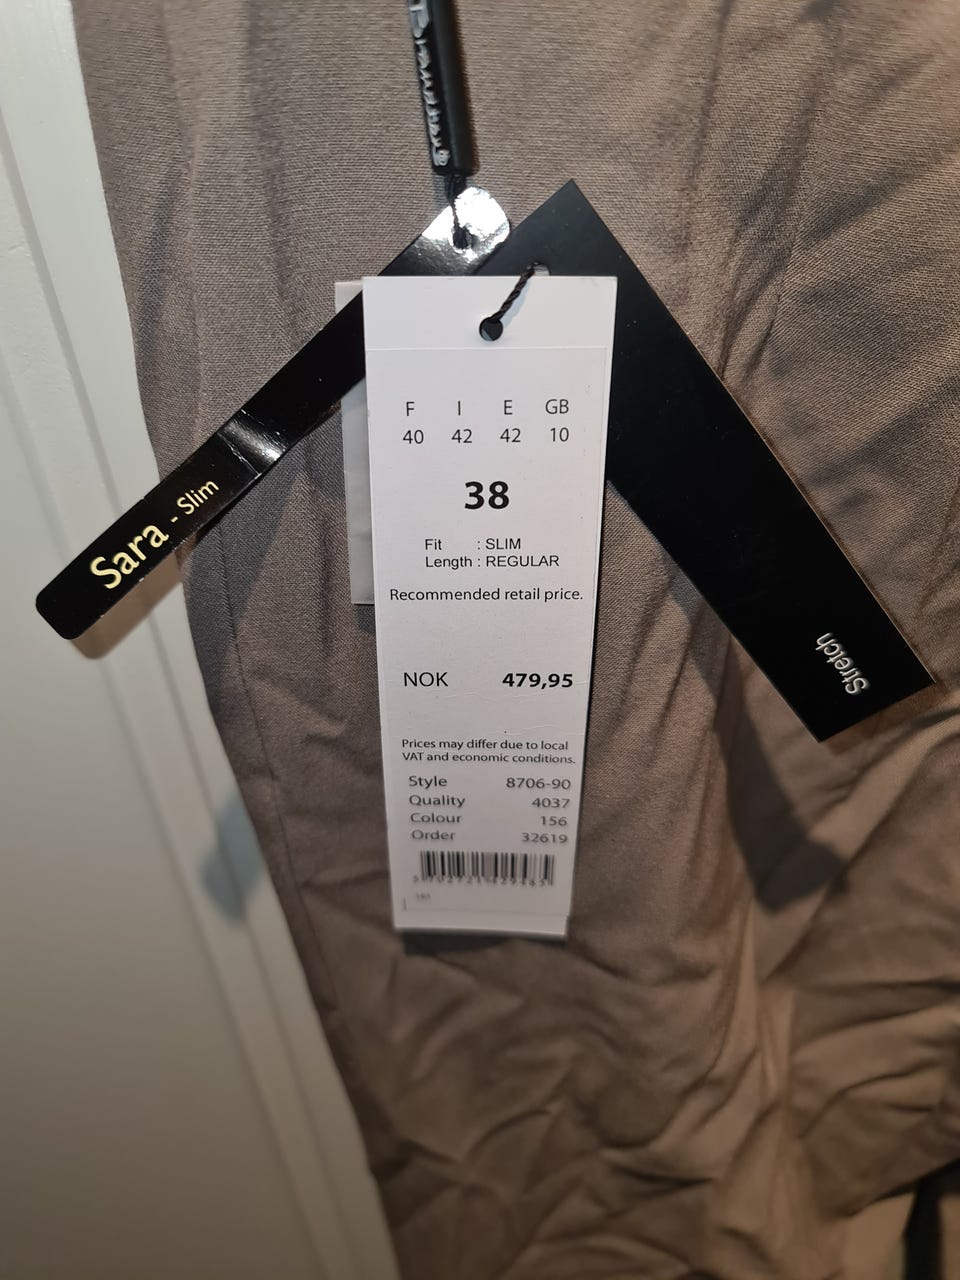 Sara - Slim
F I E GB
40 42 42 10
38
Fit : SLIM
Length : REGULAR
Recommended retail price.
NOK 479,95
Prices may differ due to local
VAT and economic conditions.
Style 8706-90
Quality 4037
Colour 156
Order 32619
Stretch